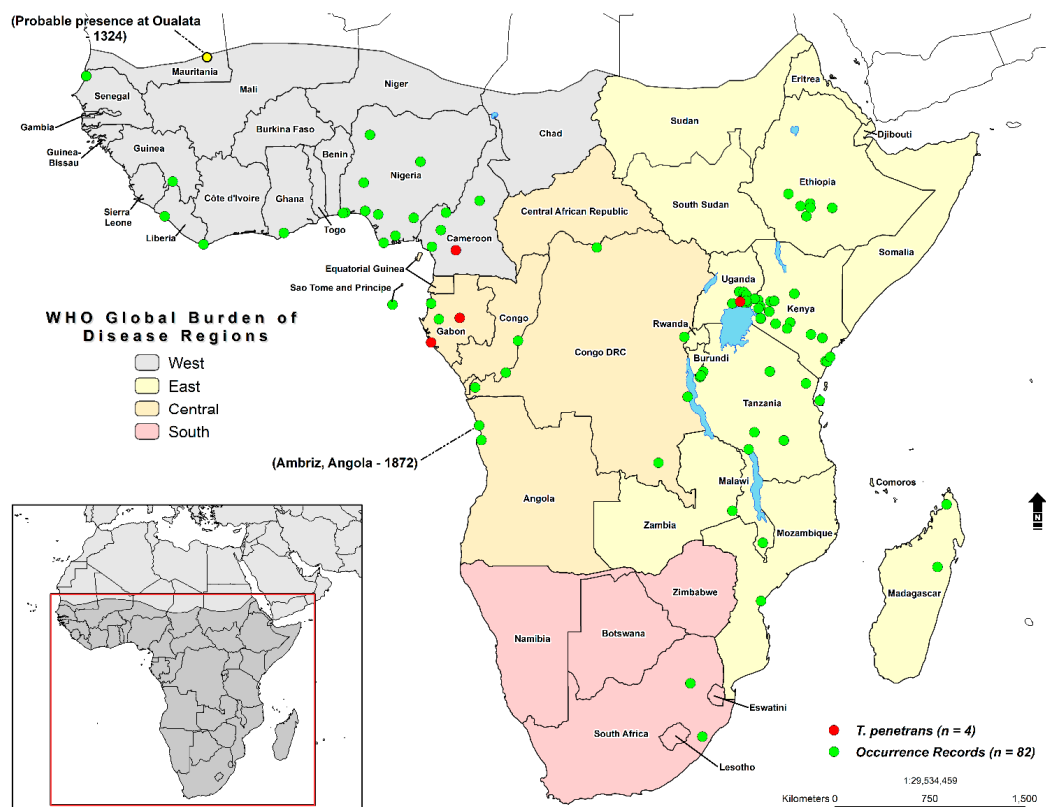 (Probable presence at Oualata
- 1324)
Mauritania
Mali
Niger
Chad
Sudan
Eritrea
Djibouti
Senegal
Gambia
Guinea-
Bissau
Guinea
Burkina Faso
Benin
Nigeria
Ethiopia
Côte d'Ivoire
Ghana
Sierra
Leone
Liberia
Togo
Cameroon
Central African Republic
South Sudan
Somalia
Equatorial Guinea
Sao Tome and Principe
Uganda
Kenya
WHO Global Burden of
Disease Regions
West
East
Central
South
Gabon
Congo
Rwanda
Congo DRC
Burundi
Tanzania
(Ambriz, Angola - 1872)
Angola
Malawi
Comoros
Zambia
Mozambique
N
Madagascar
Zimbabwe
Namibia
Botswana
Eswatini
South Africa
Lesotho
T. penetrans (n = 4)
Occurrence Records (n = 82)
1:29,534,459
Kilometers 0 750 1,500